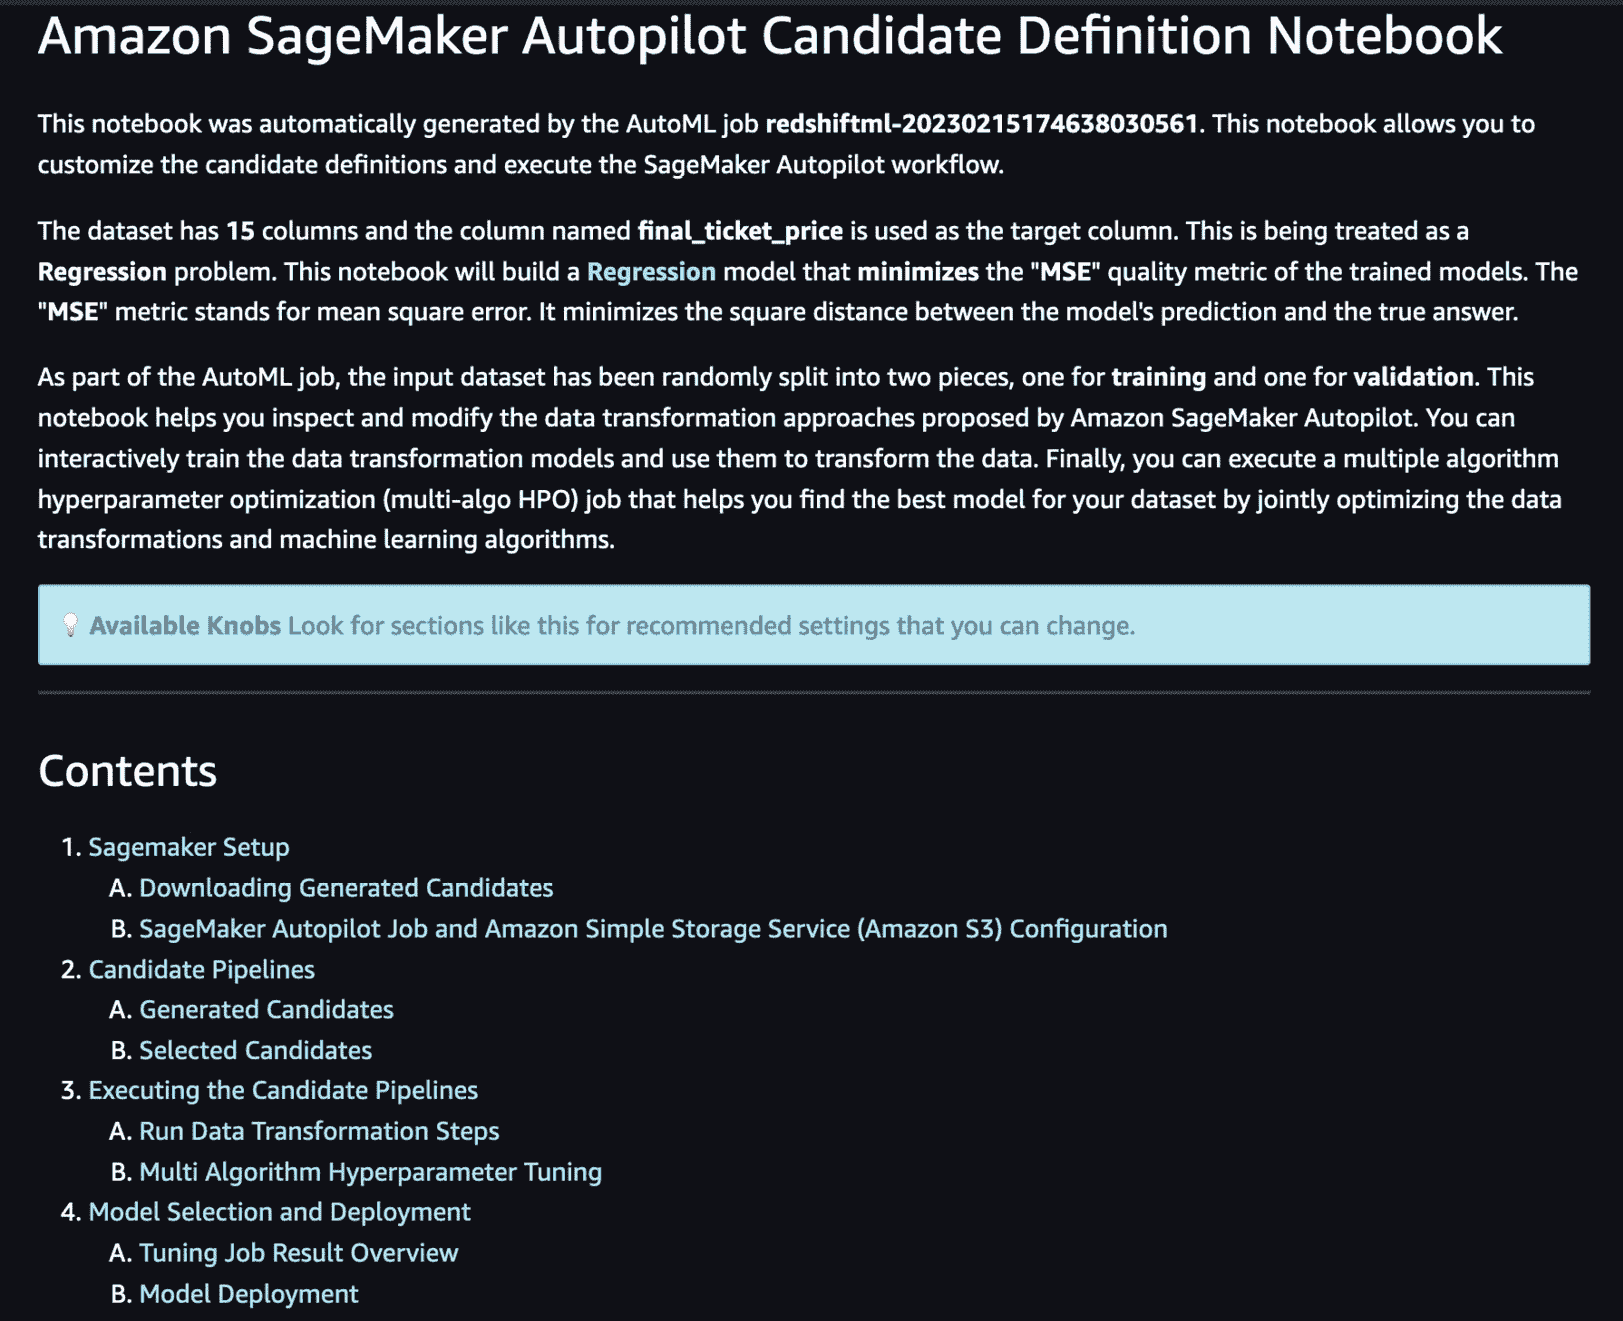 Amazon SageMaker Autopilot Candidate Definition Notebook
This notebook was automatically generated by the AutoML job redshiftml-20230215174638030561. This notebook allows you to
customize the candidate definitions and execute the SageMaker Autopilot workflow.
The dataset has 15 columns and the column named final_ticket_price is used as the target column. This is being treated as a
Regression problem. This notebook will build a Regression model that minimizes the "MSE" quality metric of the trained models. The
"MSE" metric stands for mean square error. It minimizes the square distance between the model's prediction and the true answer.
As part of the AutoML job, the input dataset has been randomly split into two pieces, one for training and one for validation. This
notebook helps you inspect and modify the data transformation approaches proposed by Amazon SageMaker Autopilot. You can
interactively train the data transformation models and use them to transform the data. Finally, you can execute a multiple algorithm
hyperparameter optimization (multi-algo HPO) job that helps you find the best model for your dataset by jointly optimizing the data
transformations and machine learning algorithms.
Available Knobs Look for sections like this for recommended settings that you can change.
Contents
1. Sagemaker Setup
A. Downloading Generated Candidates
B. SageMaker Autopilot Job and Amazon Simple Storage Service (Amazon S3) Configuration
2. Candidate Pipelines
A. Generated Candidates
B. Selected Candidates
3. Executing the Candidate Pipelines
A. Run Data Transformation Steps
B. Multi Algorithm Hyperparameter Tuning
4. Model Selection and Deployment
A. Tuning Job Result Overview
B. Model Deployment